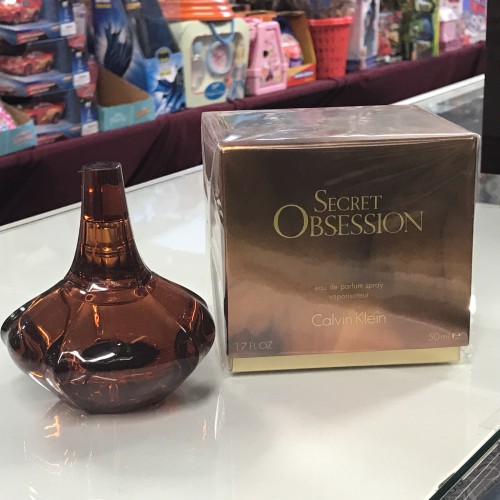 SECRET
OBSESSION
eau de parfum spray
vaporisateur
Calvin Klein
1.7 FL OZ 50 ml e